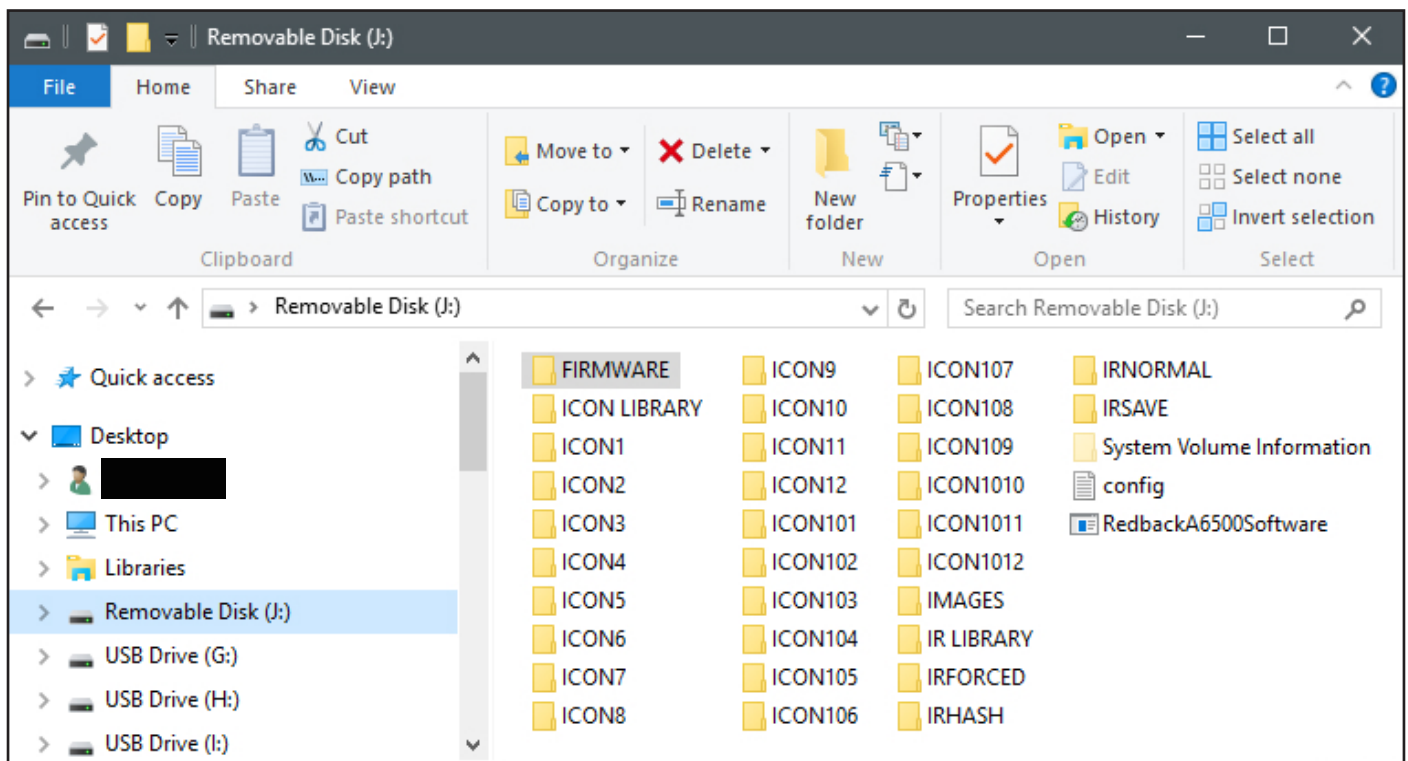 Removable Disk (J:)
File Home Share View
Pin to Quick access
Copy
Paste
Cut
Copy path
Paste shortcut
Clipboard
Move to
Copy to
Delete
Rename
Organize
New folder
New
Properties
Open
Edit
History
Open
Select all
Select none
Invert selection
Select
Removable Disk (J:)
Search Removable Disk (J:)
Quick access
Desktop
This PC
Libraries
Removable Disk (J:)
USB Drive (G:)
USB Drive (H:)
USB Drive (I:)
FIRMWARE
ICON LIBRARY
ICON1
ICON2
ICON3
ICON4
ICON5
ICON6
ICON7
ICON8
ICON9
ICON10
ICON11
ICON12
ICON101
ICON102
ICON103
ICON104
ICON105
ICON106
ICON107
ICON108
ICON109
ICON1010
ICON1011
ICON1012
IMAGES
IR LIBRARY
IRFORCED
IRHASH
IRNORMAL
IRSAVE
System Volume Information
config
RedbackA6500Software